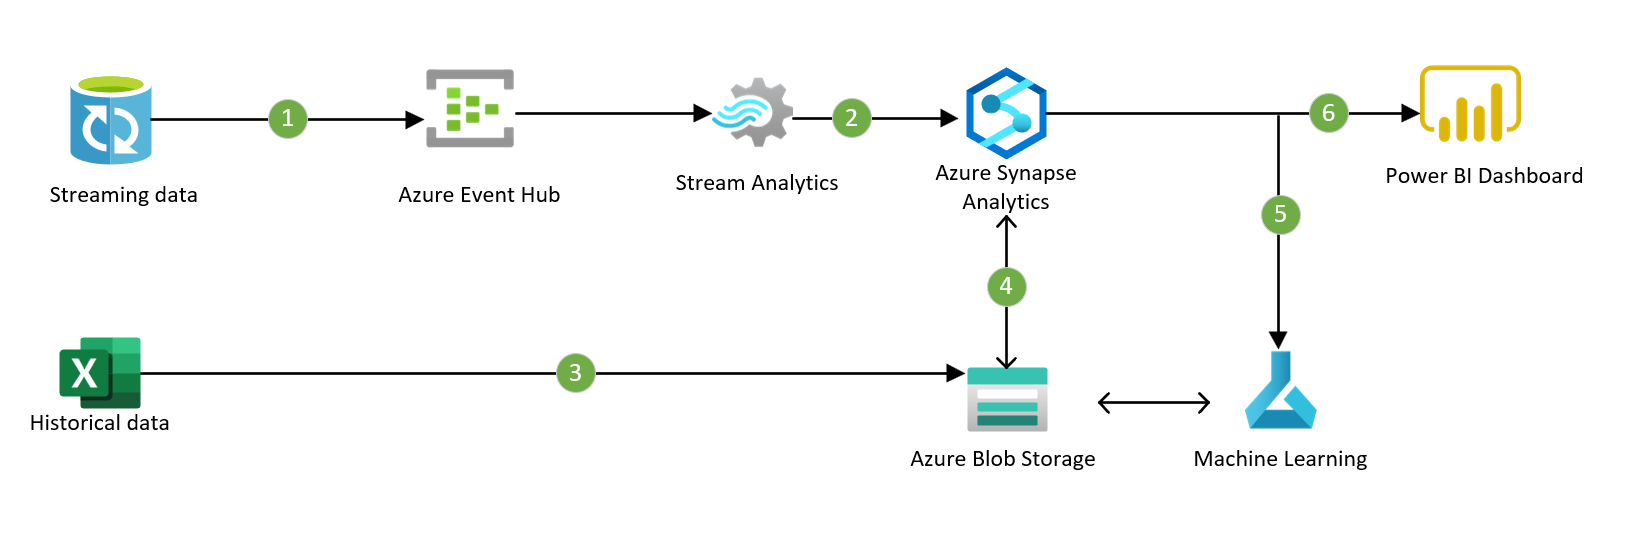 1
2
6
Streaming data
Azure Event Hub
Stream Analytics
Azure Synapse
Analytics
Power BI Dashboard
5
4
X
3
Historical data
Azure Blob Storage
Machine Learning